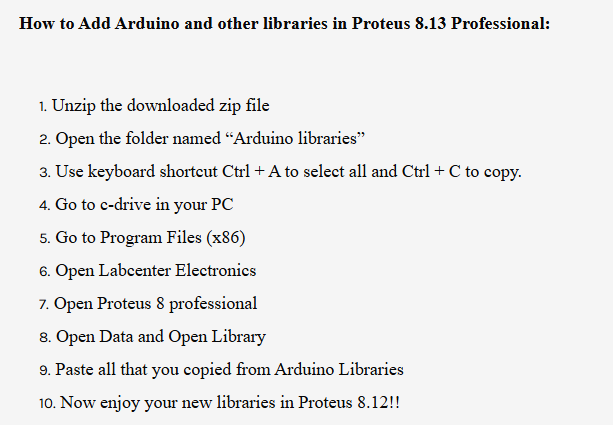 How to Add Arduino and other libraries in Proteus 8.13 Professional:
1. Unzip the downloaded zip file
2. Open the folder named “Arduino libraries”
3. Use keyboard shortcut Ctrl + A to select all and Ctrl + C to copy.
4. Go to c-drive in your PC
5. Go to Program Files (x86)
6. Open Labcenter Electronics
7. Open Proteus 8 professional
8. Open Data and Open Library
9. Paste all that you copied from Arduino Libraries
10. Now enjoy your new libraries in Proteus 8.12!!